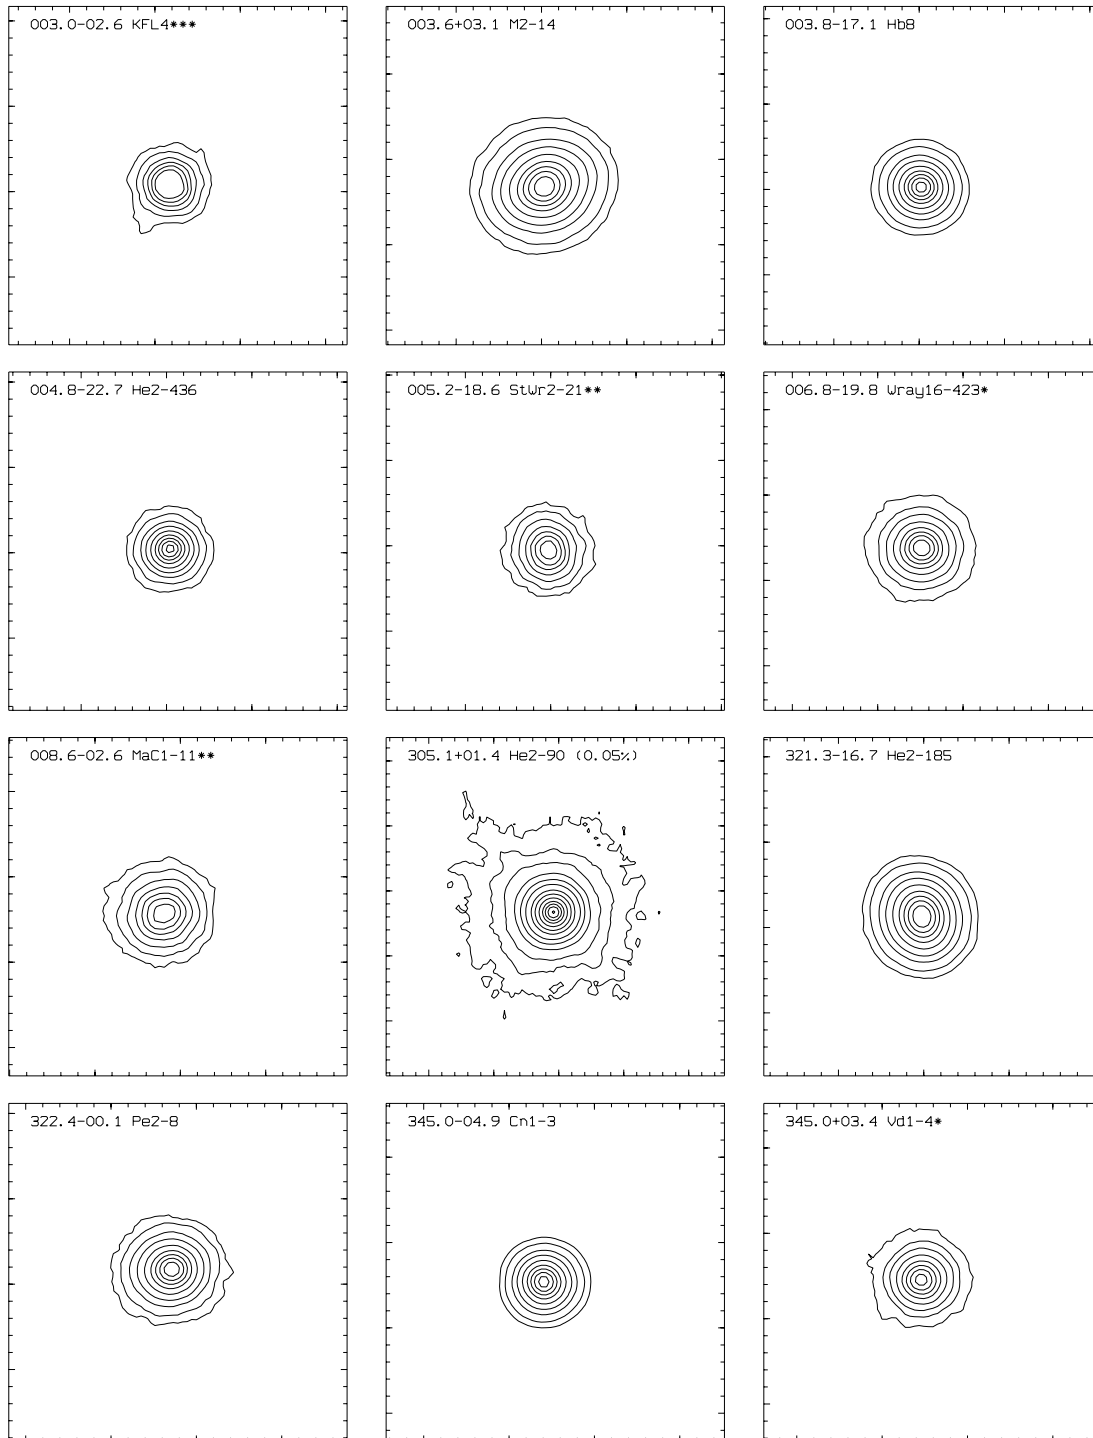 003.0-02.6 KFL4***
003.6+03.1 M2-14
003.8-17.1 Hb8
004.8-22.7 He2-436
005.2-18.6 StWr2-21**
006.8-19.8 Wray16-423*
008.6-02.6 MaC1-11**
305.1+01.4 He2-90 (0.05%)
321.3-16.7 He2-185
322.4-00.1 Pe2-8
345.0-04.9 Cn1-3
345.0+03.4 Vd1-4*